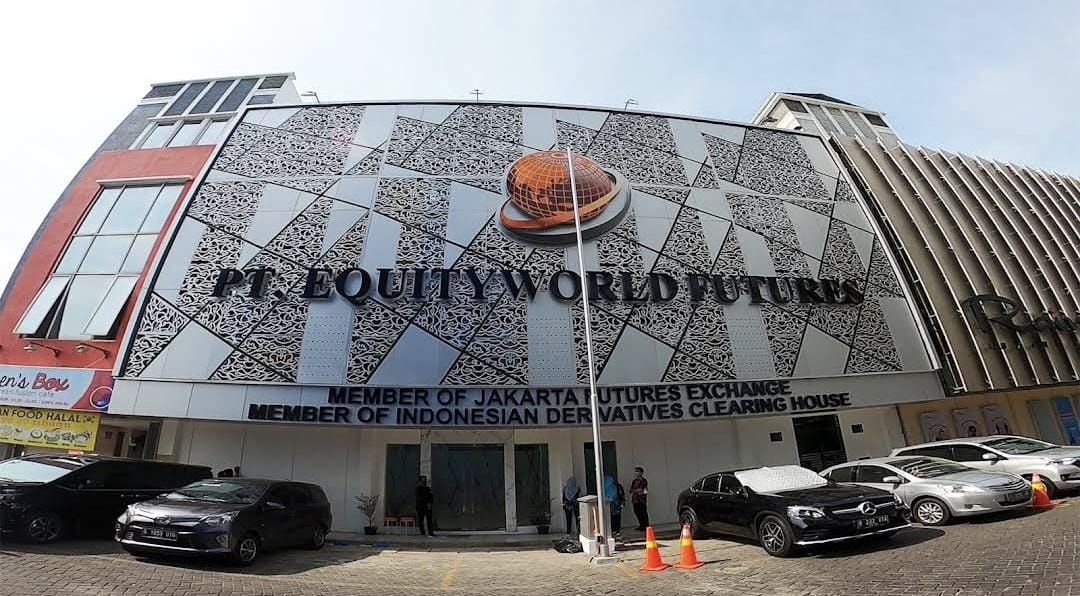 PT. EQUITYWORLD FUTURES
MEMBER OF JAKARTA FUTURES EXCHANGE
MEMBER OF INDONESIAN DERIVATIVES CLEARING HOUSE
Box
FOOD HALAL